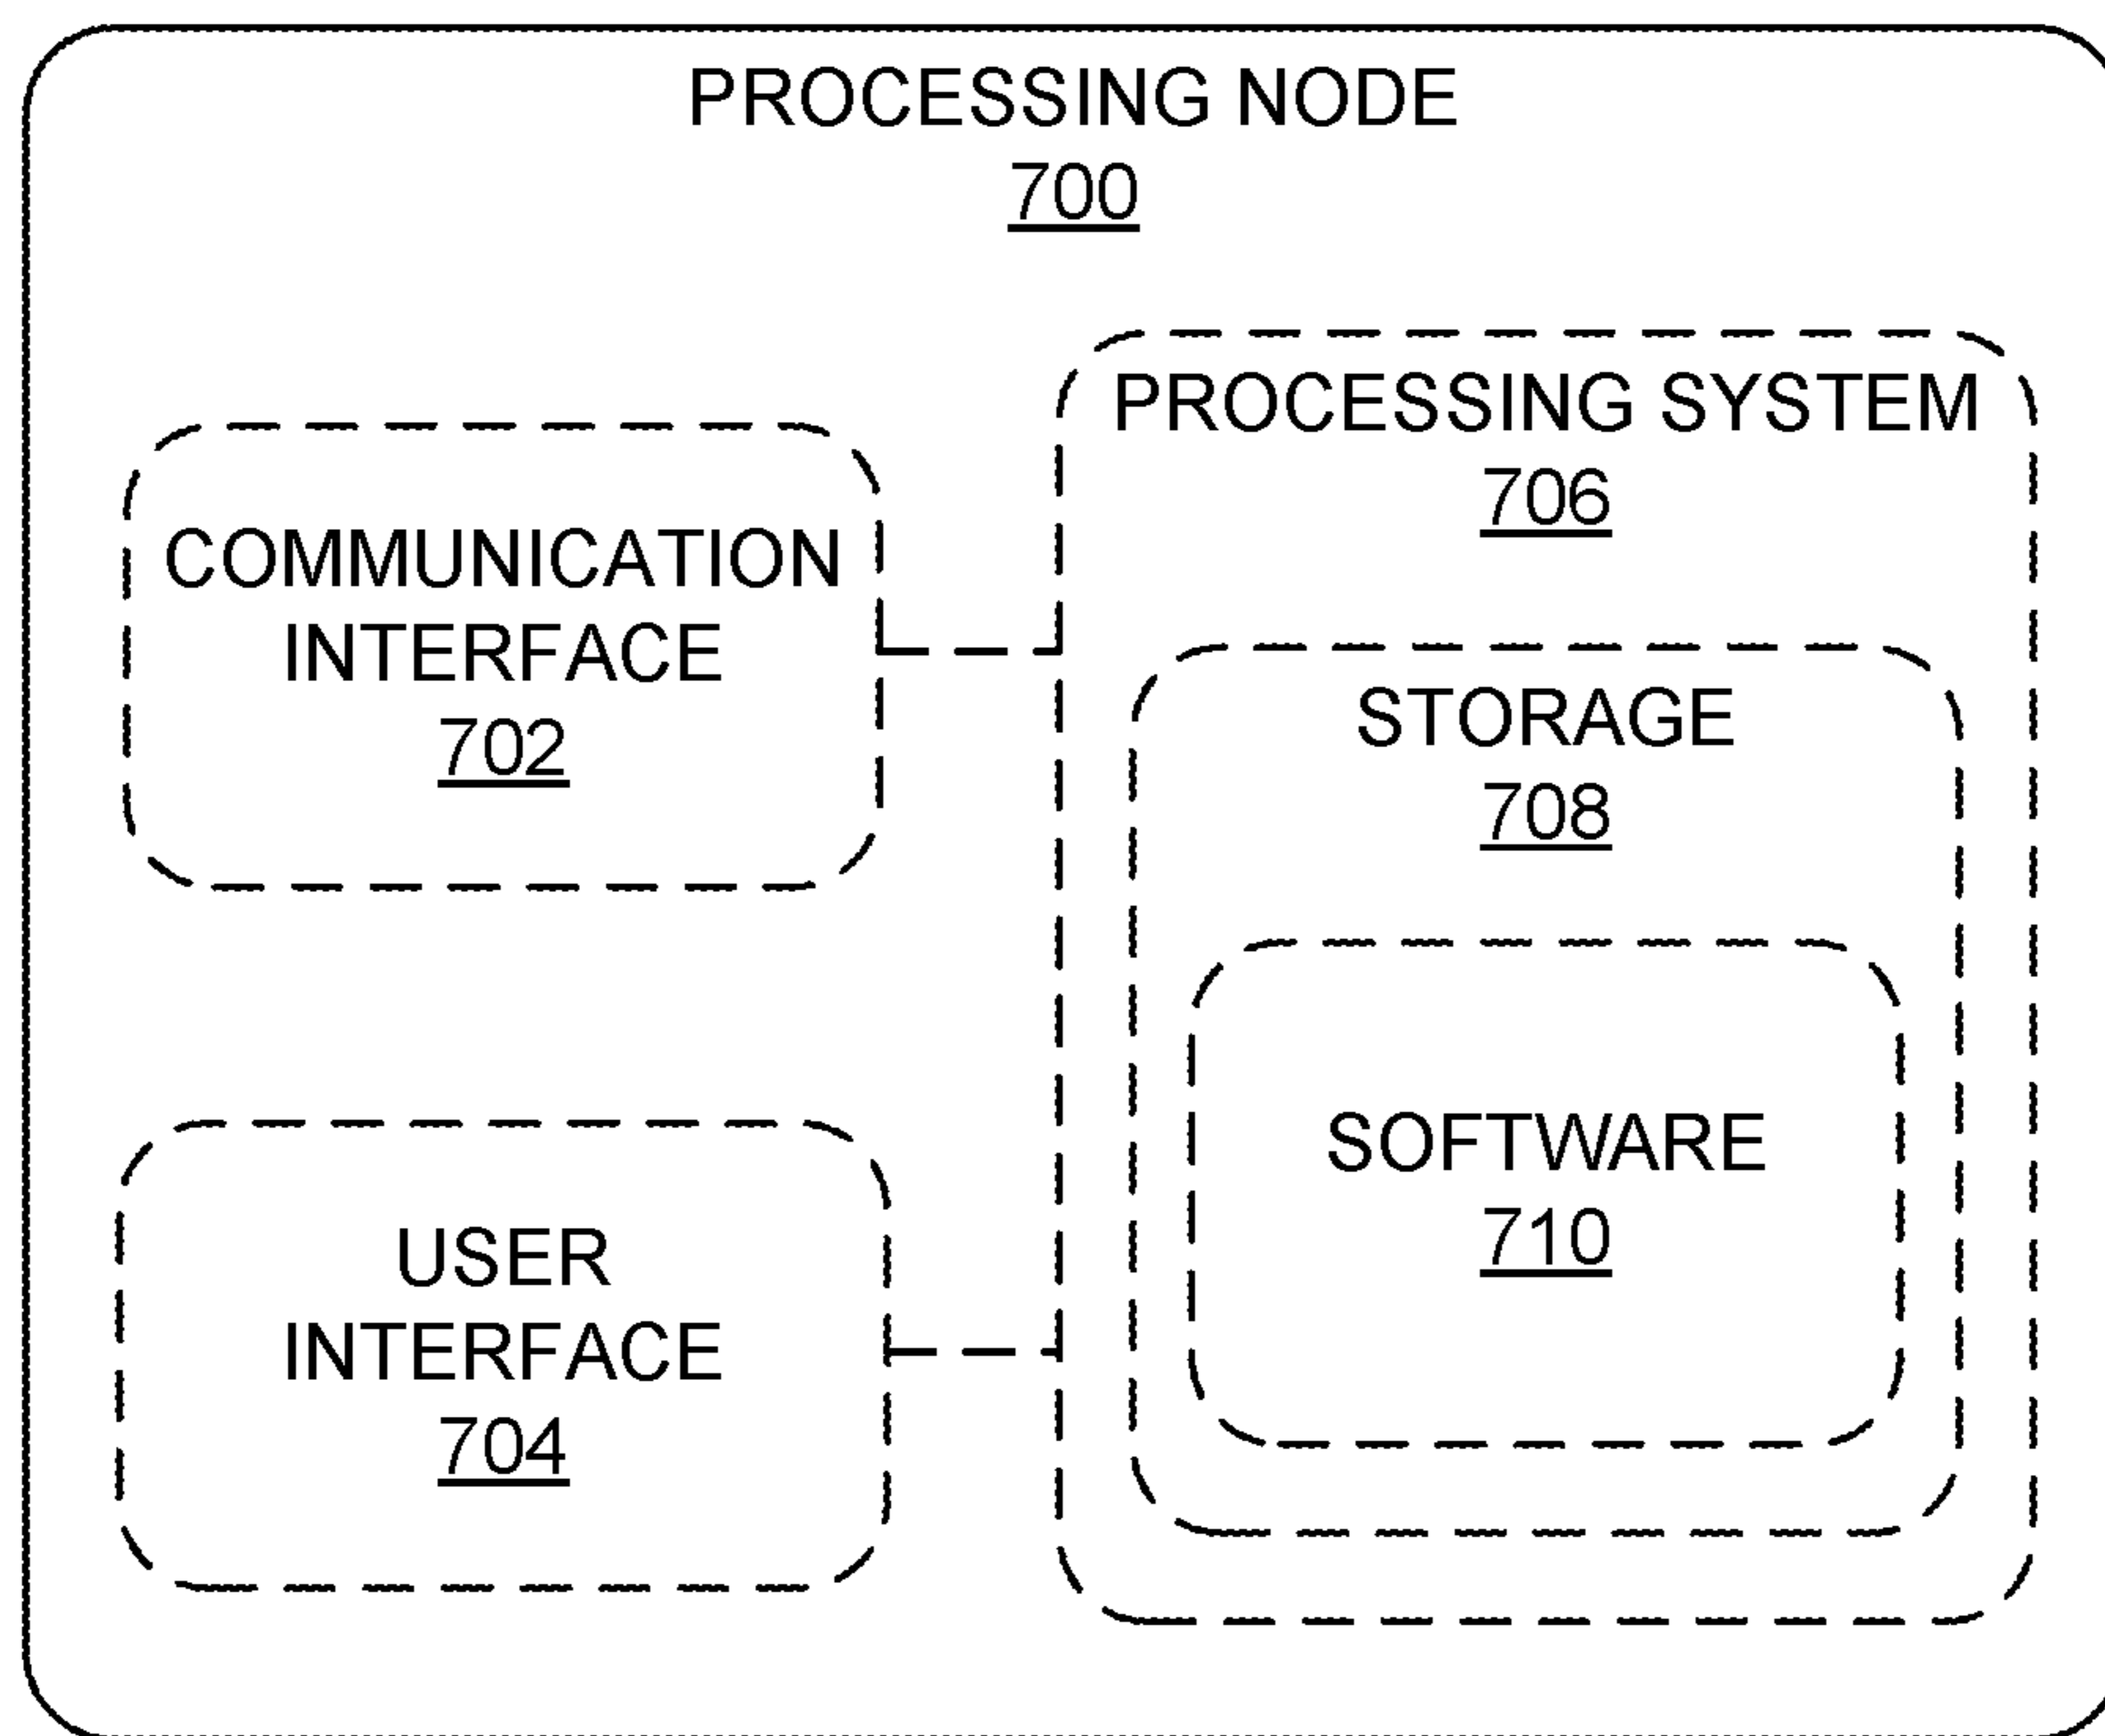 PROCESSING NODE
700
COMMUNICATION
INTERFACE
702
USER
INTERFACE
704
PROCESSING SYSTEM
706
STORAGE
708
SOFTWARE
710